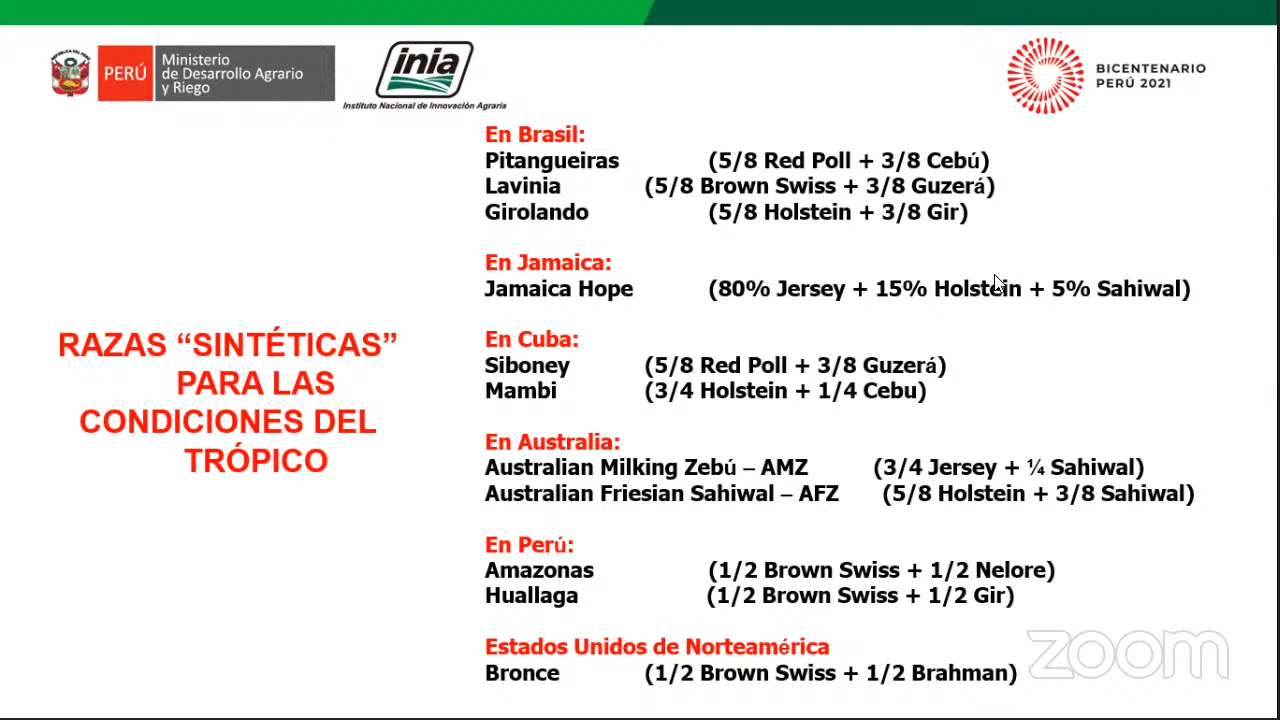 PERÚ
Ministerio
de Desarrollo Agrario
y Riego
inia
Instituto Nacional de Innovación Agraria
BICENTENARIO
PERÚ 2021
RAZAS “SINTÉTICAS”
PARA LAS
CONDICIONES DEL
TRÓPICO
En Brasil:
Pitangueiras (5/8 Red Poll + 3/8 Cebú)
Lavinia (5/8 Brown Swiss + 3/8 Guzerá)
Girolando (5/8 Holstein + 3/8 Gir)
En Jamaica:
Jamaica Hope (80% Jersey + 15% Holstein + 5% Sahiwal)
En Cuba:
Siboney (5/8 Red Poll + 3/8 Guzerá)
Mambi (3/4 Holstein + 1/4 Cebu)
En Australia:
Australian Milking Zebú – AMZ (3/4 Jersey + ¼ Sahiwal)
Australian Friesian Sahiwal – AFZ (5/8 Holstein + 3/8 Sahiwal)
En Perú:
Amazonas (1/2 Brown Swiss + 1/2 Nelore)
Huallaga (1/2 Brown Swiss + 1/2 Gir)
Estados Unidos de Norteamérica
Bronce (1/2 Brown Swiss + 1/2 Brahman)
zoom